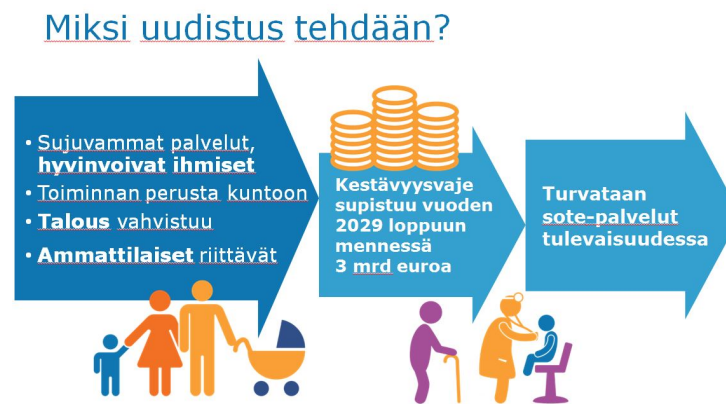 Miksi uudistus tehdään?
• Sujuvammat palvelut,
hyvinvoivat ihmiset
• Toiminnan perusta kuntoon
• Talous vahvistuu
• Ammattilaiset riittävät
Kestävyysvaje
supistuu vuoden
2029 loppuun
mennessä
3 mrd euroa
Turvataan
sote-palvelut
tulevaisuudessa